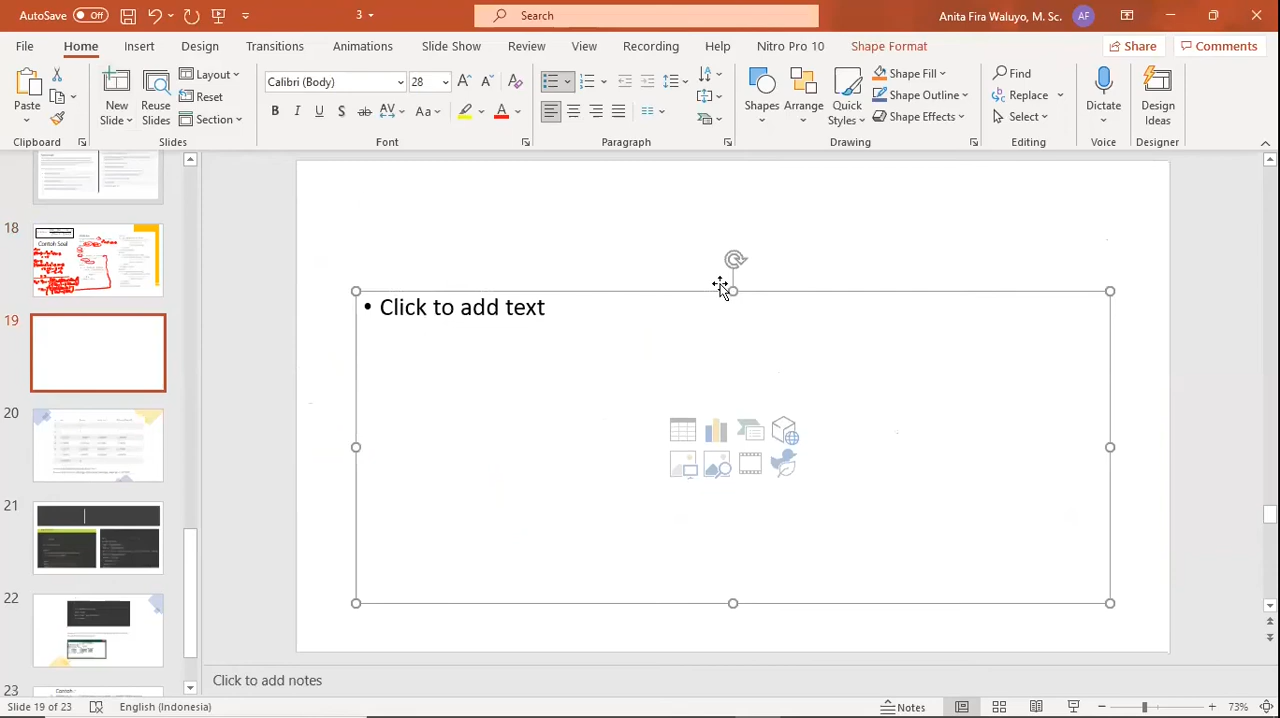 AutoSave Off 3 Search Anita Fira Waluyo, M. Sc. AF
File Home Insert Design Transitions Animations Slide Show Review View Recording Help Nitro Pro 10 Shape Format Share Comments
Paste New Slide Reuse Slides Layout Reset Section
Calibri (Body) 28 Aa
B I U S ab AV Aa A
Shapes Arrange Quick Styles Shape Fill Shape Outline Shape Effects
Find Replace Select Dictate Design Ideas
Clipboard Slides Font Paragraph Drawing Editing Voice Designer
18
Contoh Soal
19
20
21
22
23
• Click to add text
Click to add notes
Slide 19 of 23 English (Indonesia) Notes 73%